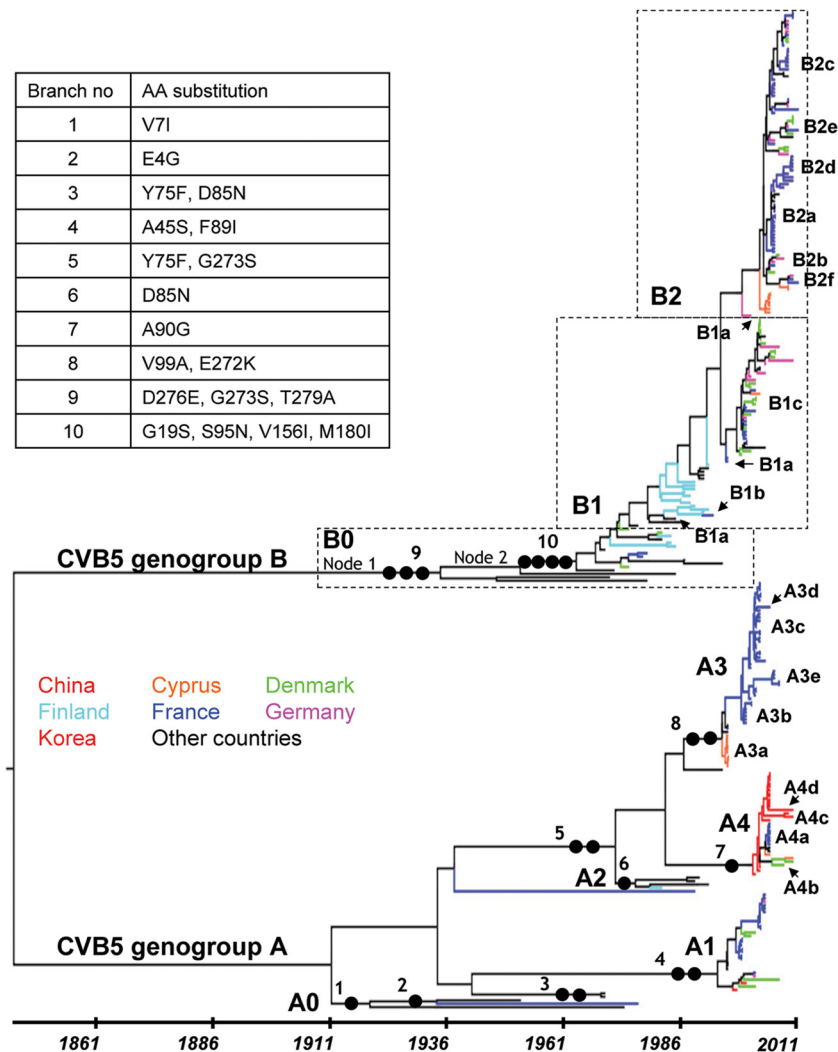 Branch no AA substitution
1 V7I
2 E4G
3 Y75F, D85N
4 A45S, F89I
5 Y75F, G273S
6 D85N
7 A90G
8 V99A, E272K
9 D276E, G273S, T279A
10 G19S, S95N, V156I, M180I
B2c
B2e
B2d
B2a
B2b
B2f
B2
B1a
B1c
B1a
B1b
B1
B1a
B0
Node 1
9
Node 2
10
CVB5 genogroup B
A3d
A3c
A3
A3e
A3b
8
A3a
China Cyprus Denmark
Finland France Germany
Korea Other countries
A4d
A4c
A4
A4a
A4b
5
7
6
A2
CVB5 genogroup A
A1
4
3
A0
1
2
1861 1886 1911 1936 1961 1986 2011